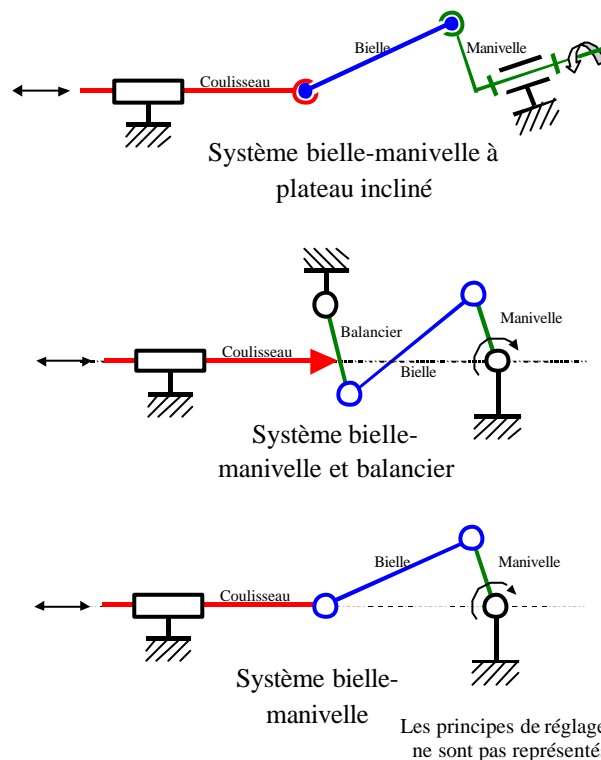 Bielle
Manivelle
Coulisseau
Système bielle-manivelle à
plateau incliné
Balancier
Manivelle
Coulisseau
Bielle
Système bielle-
manivelle et balancier
Bielle
Manivelle
Coulisseau
Système bielle-
manivelle
Les principes de réglage
ne sont pas représenté